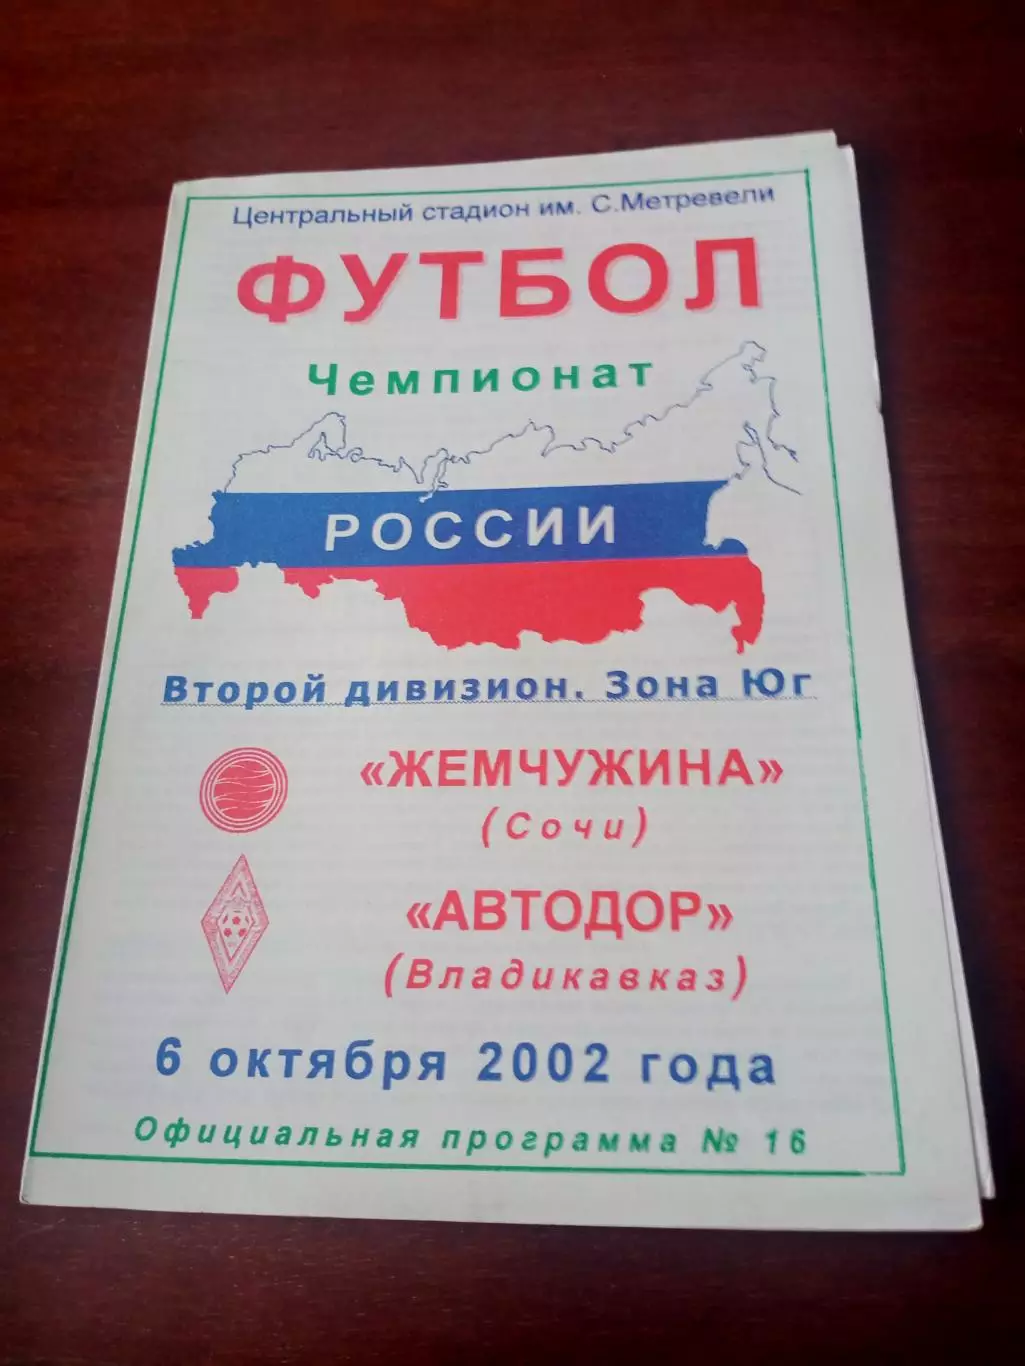 Центральный стадион им. С.Метревели
ФУТБОЛ
Чемпионат
РОССИИ
Второй дивизион. Зона Юг
«ЖЕМЧУЖИНА»
(Сочи)
«АВТОДОР»
(Владикавказ)
6 октября 2002 года
Официальная программа № 16